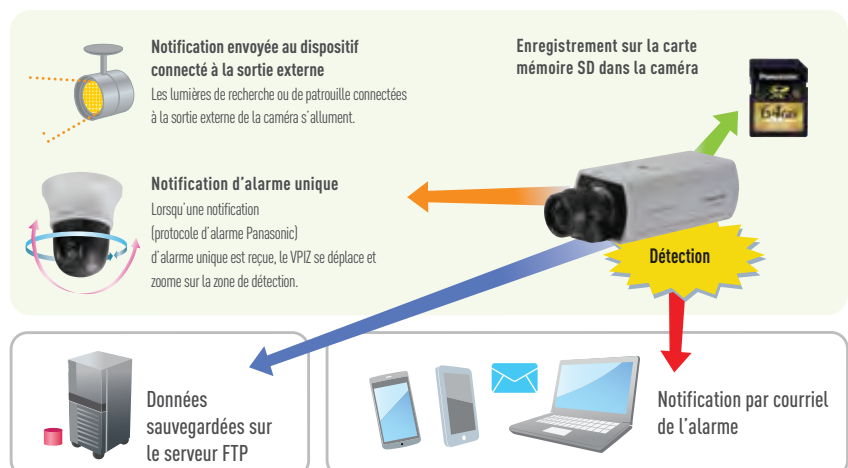 Notification envoyée au dispositif
connecté à la sortie externe
Les lumières de recherche ou de patrouille connectées
à la sortie externe de la caméra s'allument.
Enregistrement sur la carte
mémoire SD dans la caméra
Panasonic
64GB
Notification d'alarme unique
Lorsqu'une notification
(protocole d'alarme Panasonic)
d'alarme unique est reçue, le VPIZ se déplace et
zoome sur la zone de détection.
Détection
Données
sauvegardées sur
le serveur FTP
Notification par courriel
de l'alarme